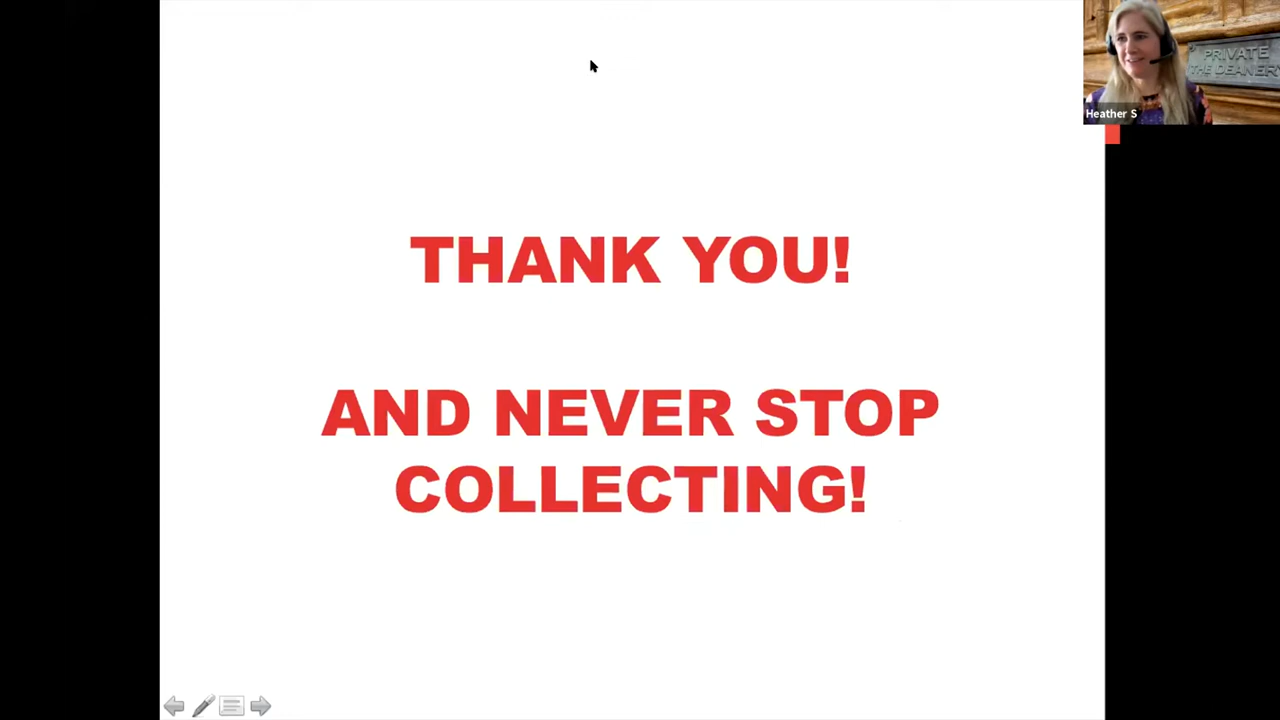 THANK YOU!
AND NEVER STOP
COLLECTING!
PRIVATE
THE DEANERY
Heather S